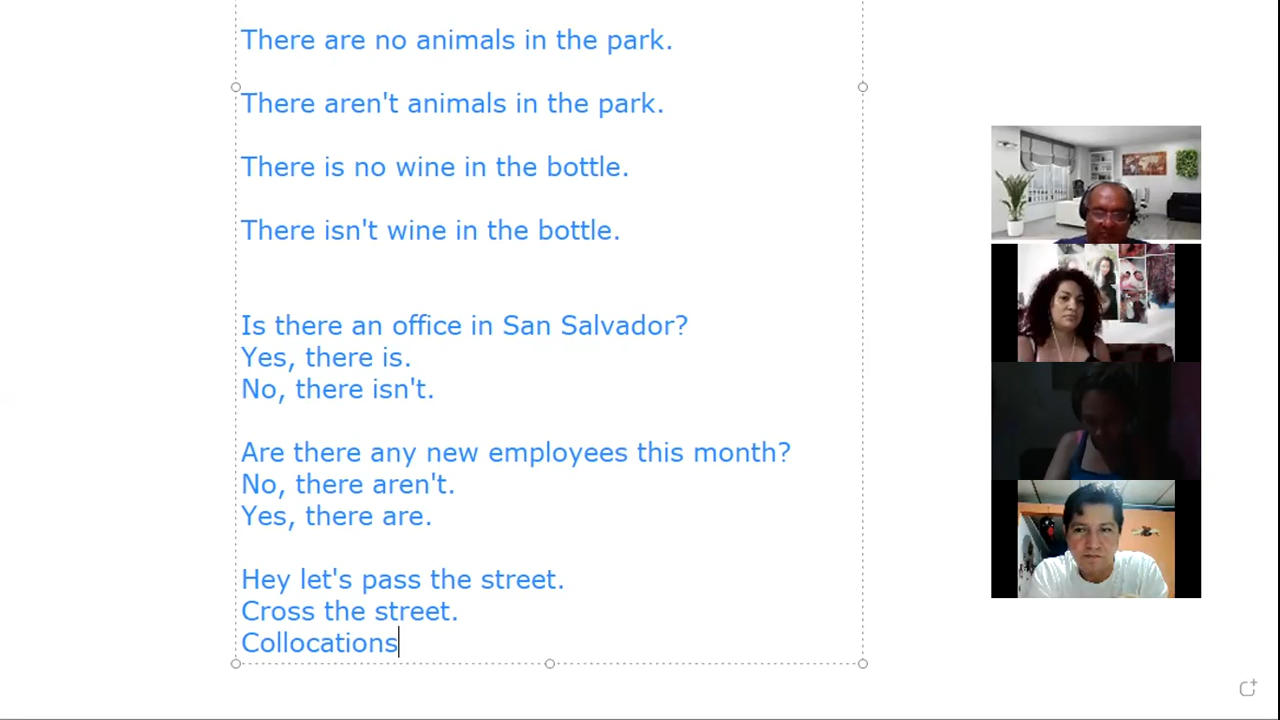 There are no animals in the park.
There aren't animals in the park.
There is no wine in the bottle.
There isn't wine in the bottle.
Is there an office in San Salvador?
Yes, there is.
No, there isn't.
Are there any new employees this month?
No, there aren't.
Yes, there are.
Hey let's pass the street.
Cross the street.
Collocations